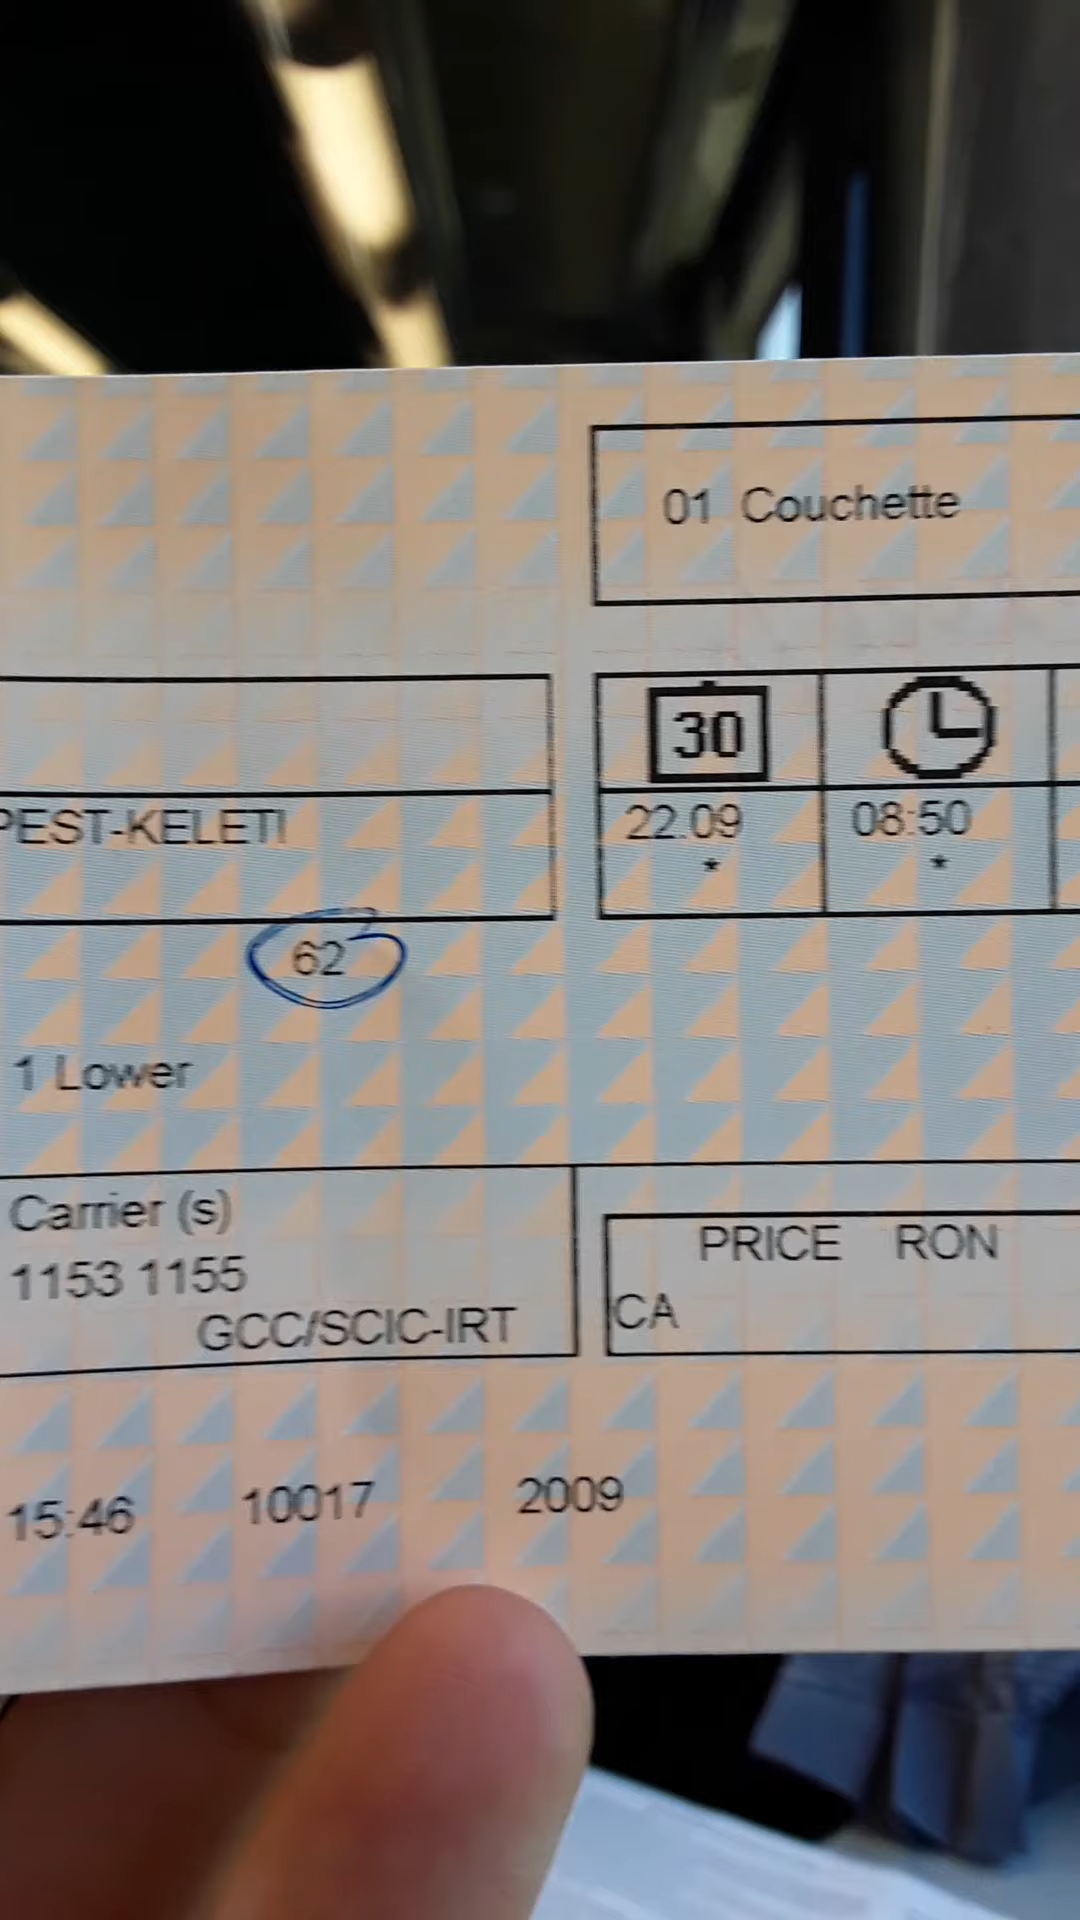 01 Couchette
30
PEST-KELETI
22.09
08:50
*
*
62
1 Lower
Carrier (s)
1153 1155
GCC/SCIC-IRT
PRICE RON
CA
15:46 10017 2009